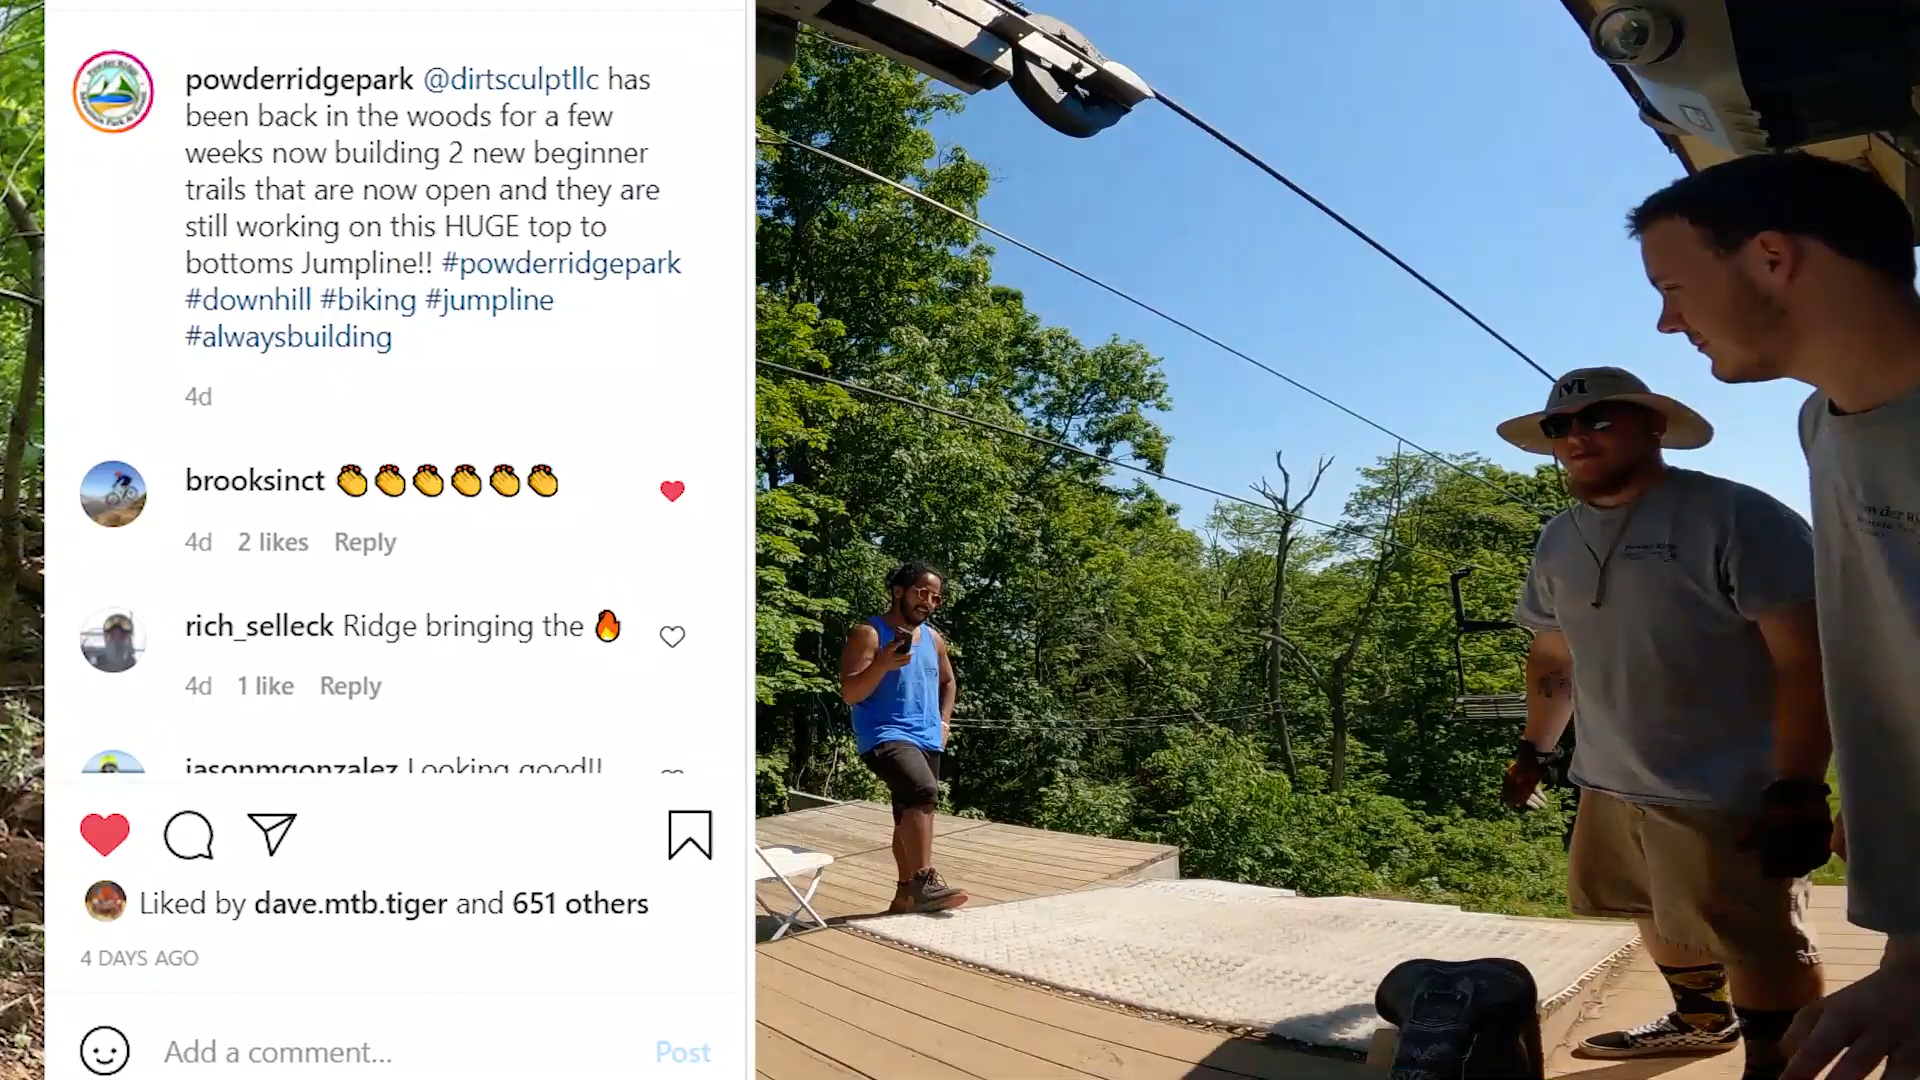 powderridgepark @dirtsculptllc has
been back in the woods for a few
weeks now building 2 new beginner
trails that are now open and they are
still working on this HUGE top to
bottoms Jumpline!! #powderridgepark
#downhill #biking #jumpline
#alwaysbuilding
4d
brooksinct 👏👏👏👏👏👏
4d 2 likes Reply
rich_selleck Ridge bringing the 🔥
4d 1 like Reply
jasonmgonzalez Looking good!!
Liked by dave.mtb.tiger and 651 others
4 DAYS AGO
Add a comment... Post
M